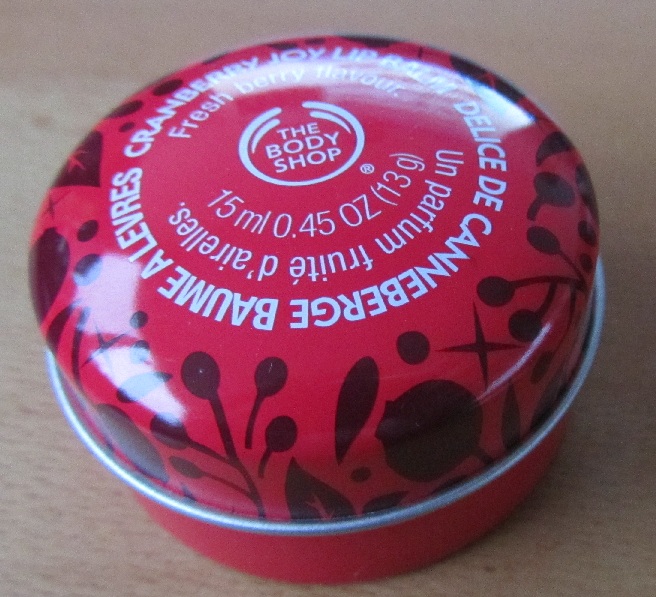 CRANBERRY JOY LIP BALM
Fresh berry flavour.
THE
BODY
SHOP
®
15 ml 0.45 OZ (13 g)
Un parfum fruité d'airelles.
DELICE DE CANNEBERGE BAUME A LEVRES